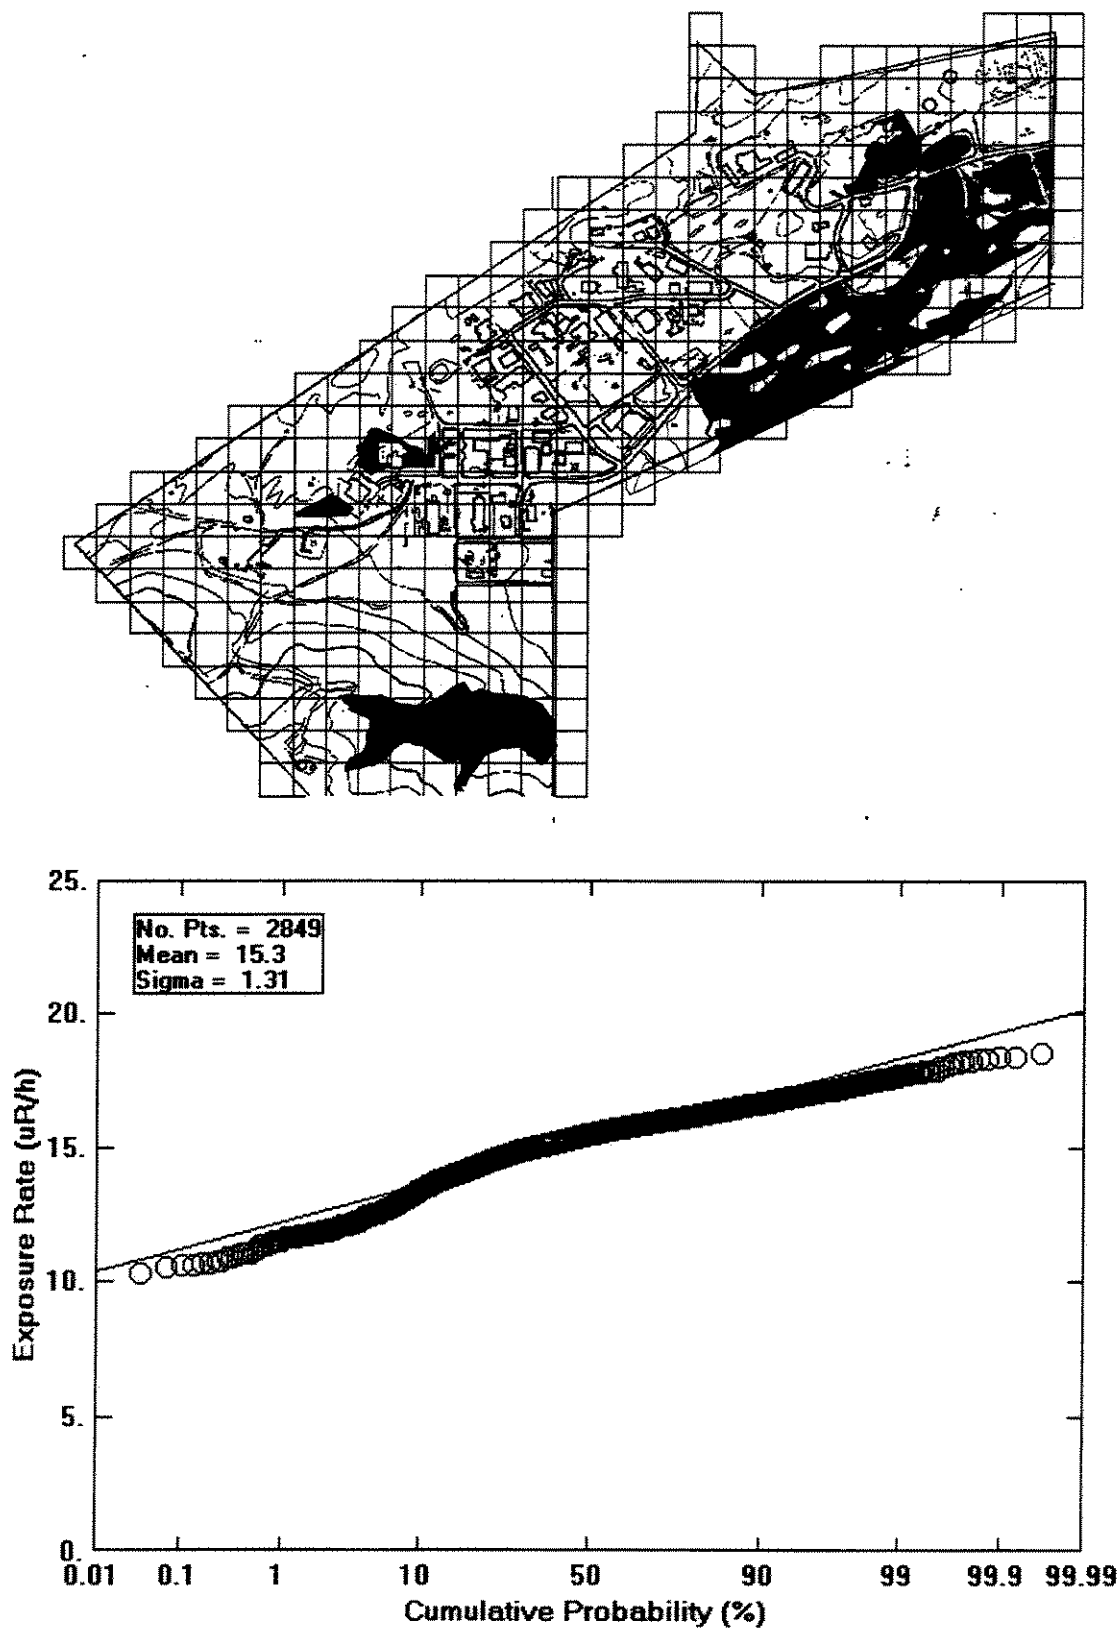 25.
No. Pts. = 2849
Mean = 15.3
Sigma = 1.31
20.
15.
10.
5.
0.
Exposure Rate (uR/h)
0.01 0.1 1 10 50 90 99 99.9 99.99
Cumulative Probability (%)